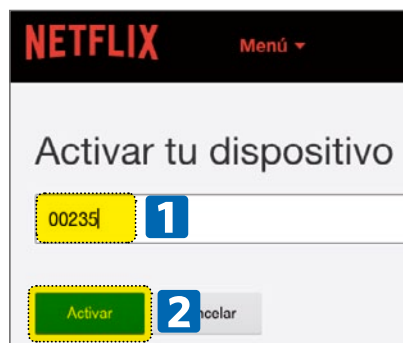 NETFLIX Menú
Activar tu dispositivo
00235 1
Activar 2 ncelar